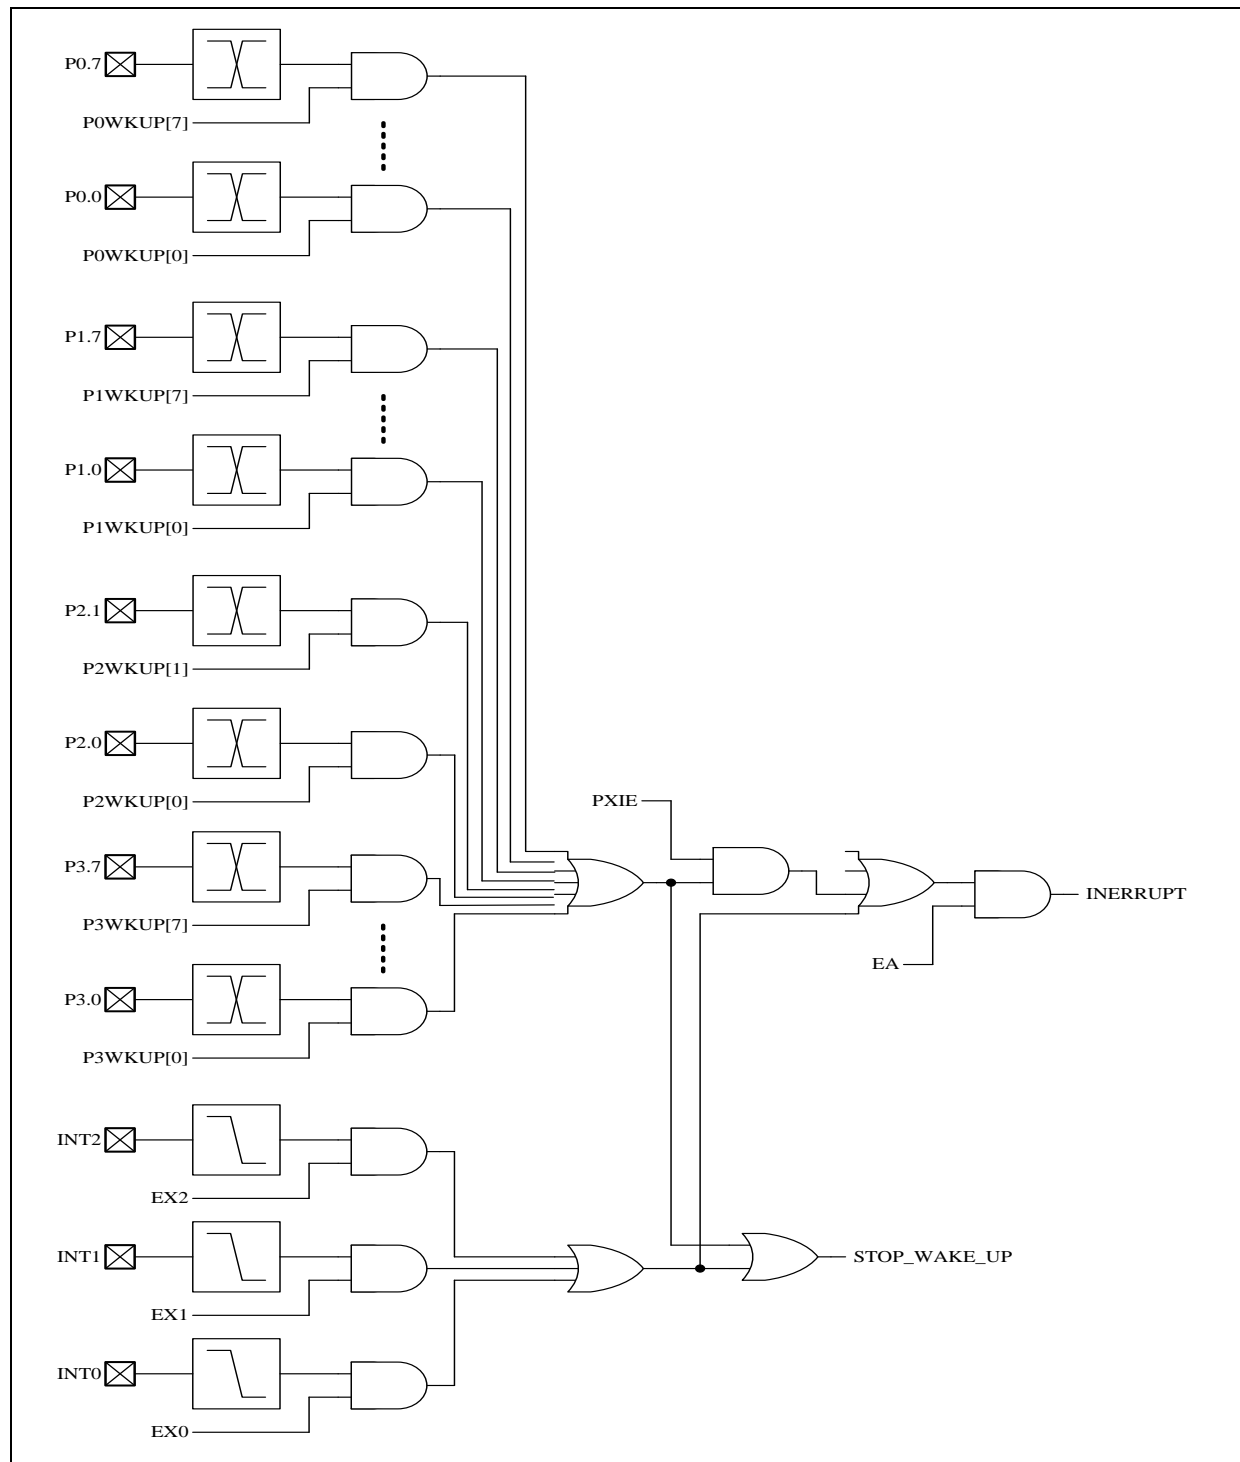 P0.7
P0WKUP[7]
P0.0
P0WKUP[0]
P1.7
P1WKUP[7]
P1.0
P1WKUP[0]
P2.1
P2WKUP[1]
P2.0
P2WKUP[0]
PXIE
P3.7
INERRUPT
P3WKUP[7]
EA
P3.0
P3WKUP[0]
INT2
EX2
INT1
STOP_WAKE_UP
EX1
INT0
EX0